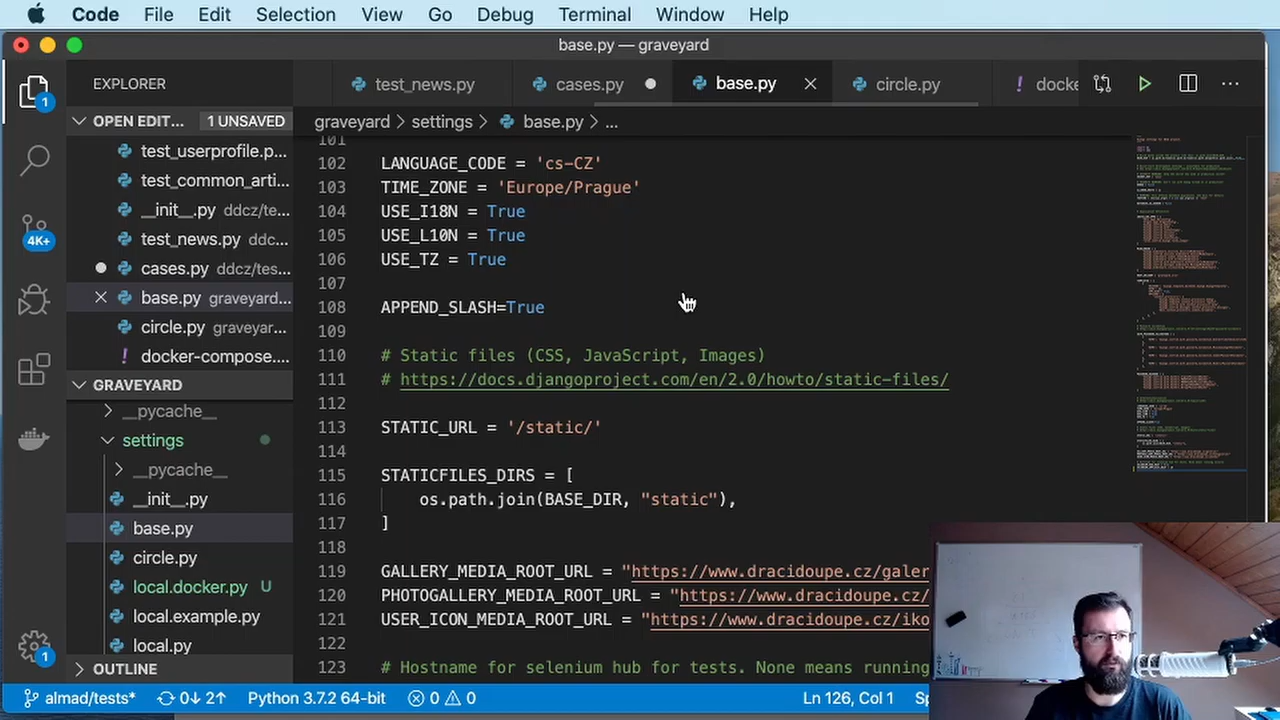 Code File Edit Selection View Go Debug Terminal Window Help
base.py — graveyard
EXPLORER
test_news.py
cases.py
base.py
circle.py
! docke
1
OPEN EDIT... 1 UNSAVED
graveyard > settings > base.py > ...
test_userprofile.p...
test_common_arti...
__init__.py ddcz/tes...
test_news.py ddc...
cases.py ddcz/tes...
base.py graveyard...
circle.py graveyar...
! docker-compose....
4K+
GRAVEYARD
__pycache__
settings
__pycache__
__init__.py
base.py
circle.py
local.docker.py U
local.example.py
local.py
1
OUTLINE
101
102 LANGUAGE_CODE = 'cs-CZ'
103 TIME_ZONE = 'Europe/Prague'
104 USE_I18N = True
105 USE_L10N = True
106 USE_TZ = True
107
108 APPEND_SLASH=True
109
110 # Static files (CSS, JavaScript, Images)
111 # https://docs.djangoproject.com/en/2.0/howto/static-files/
112
113 STATIC_URL = '/static/'
114
115 STATICFILES_DIRS = [
116 os.path.join(BASE_DIR, "static"),
117 ]
118
119 GALLERY_MEDIA_ROOT_URL = "https://www.dracidoupe.cz/galer
120 PHOTOGALLERY_MEDIA_ROOT_URL = "https://www.dracidoupe.cz/
121 USER_ICON_MEDIA_ROOT_URL = "https://www.dracidoupe.cz/iko
122
123 # Hostname for selenium hub for tests. None means running
almad/tests* 0↓ 2↑ Python 3.7.2 64-bit 0 0 Ln 126, Col 1 Sp